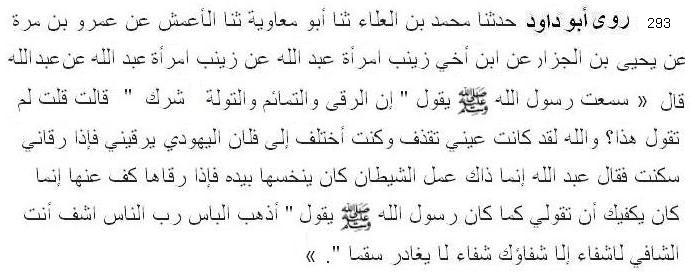 293 روى أبو داود حدثنا محمد بن العلاء ثنا أبو معاوية ثنا الأعمش عن عمرو بن مرة
عن يحيى بن الجزار عن ابن أخي زينب امرأة عبد الله عن زينب امرأة عبد الله عن عبدالله
قال « سمعت رسول الله ﷺ يقول " إن الرقى والتمائم والتولة شرك " قالت قلت لم
تقول هذا؟ والله لقد كانت عيني تقذف وكنت أختلف إلى فلان اليهودي يرقيني فإذا رقاني
سكنت فقال عبد الله إنما ذاك عمل الشيطان كان ينخسها بيده فإذا رقاها كف عنها إنما
كان يكفيك أن تقولي كما كان رسول الله ﷺ يقول " أذهب الباس رب الناس اشف أنت
الشافي لاشفاء إلا شفاؤك شفاء لا يغادر سقما ". »